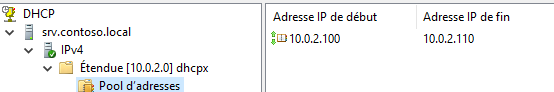 DHCP
srv.contoso.local
IPv4
Étendue [10.0.2.0] dhcpx
Pool d'adresses
Adresse IP de début Adresse IP de fin
10.0.2.100 10.0.2.110